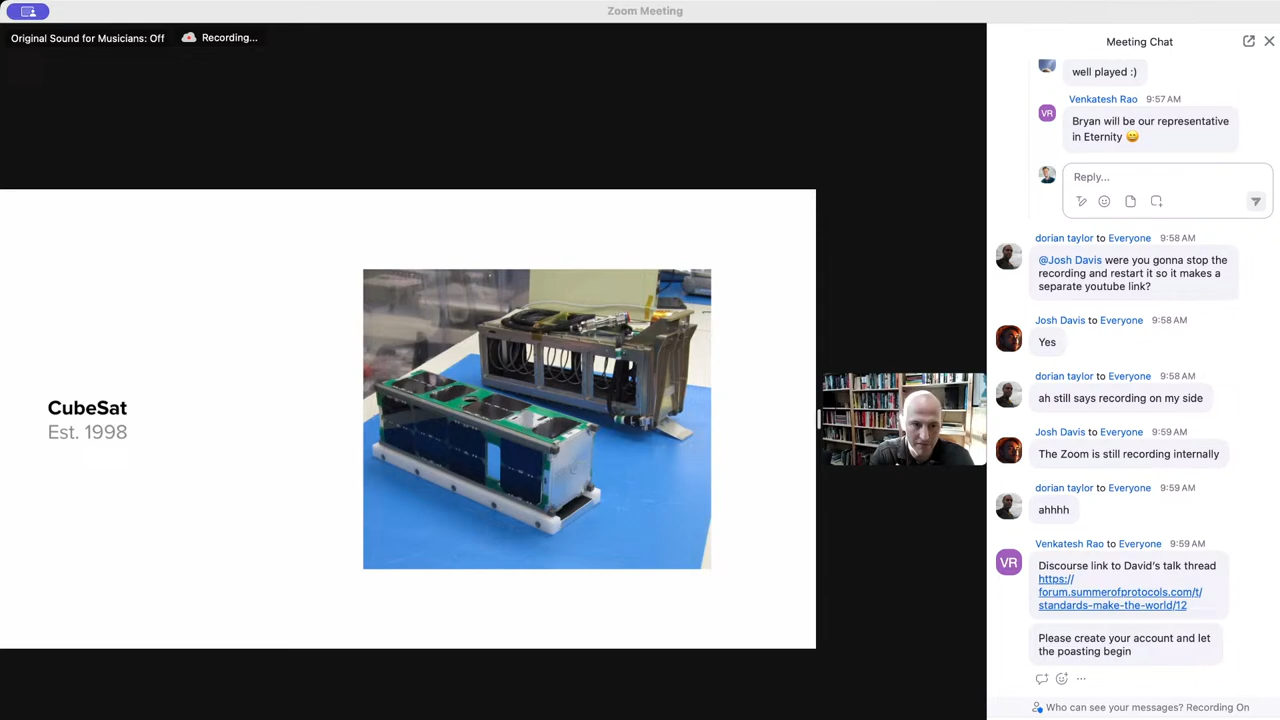 Zoom Meeting
Original Sound for Musicians: Off
Recording...
CubeSat
Est. 1998
Meeting Chat
well played :)
Venkatesh Rao 9:57 AM
VR
Bryan will be our representative
in Eternity 😀
Reply...
dorian taylor to Everyone 9:58 AM
@Josh Davis were you gonna stop the
recording and restart it so it makes a
separate youtube link?
Josh Davis to Everyone 9:58 AM
Yes
dorian taylor to Everyone 9:58 AM
ah still says recording on my side
Josh Davis to Everyone 9:59 AM
The Zoom is still recording internally
dorian taylor to Everyone 9:59 AM
ahhhh
Venkatesh Rao to Everyone 9:59 AM
VR
Discourse link to David's talk thread
https://
forum.summerofprotocols.com/t/
standards-make-the-world/12
Please create your account and let
the poasting begin
Who can see your messages? Recording On